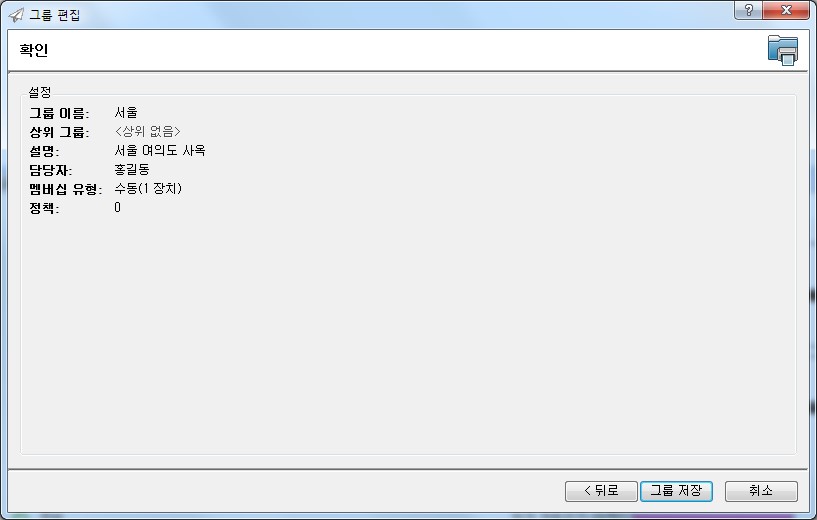 그룹 편집
확인
설정
그룹 이름: 서울
상위 그룹: <상위 없음>
설명: 서울 여의도 사옥
담당자: 홍길동
멤버십 유형: 수동(1 장치)
정책: 0
< 뒤로 그룹 저장 취소